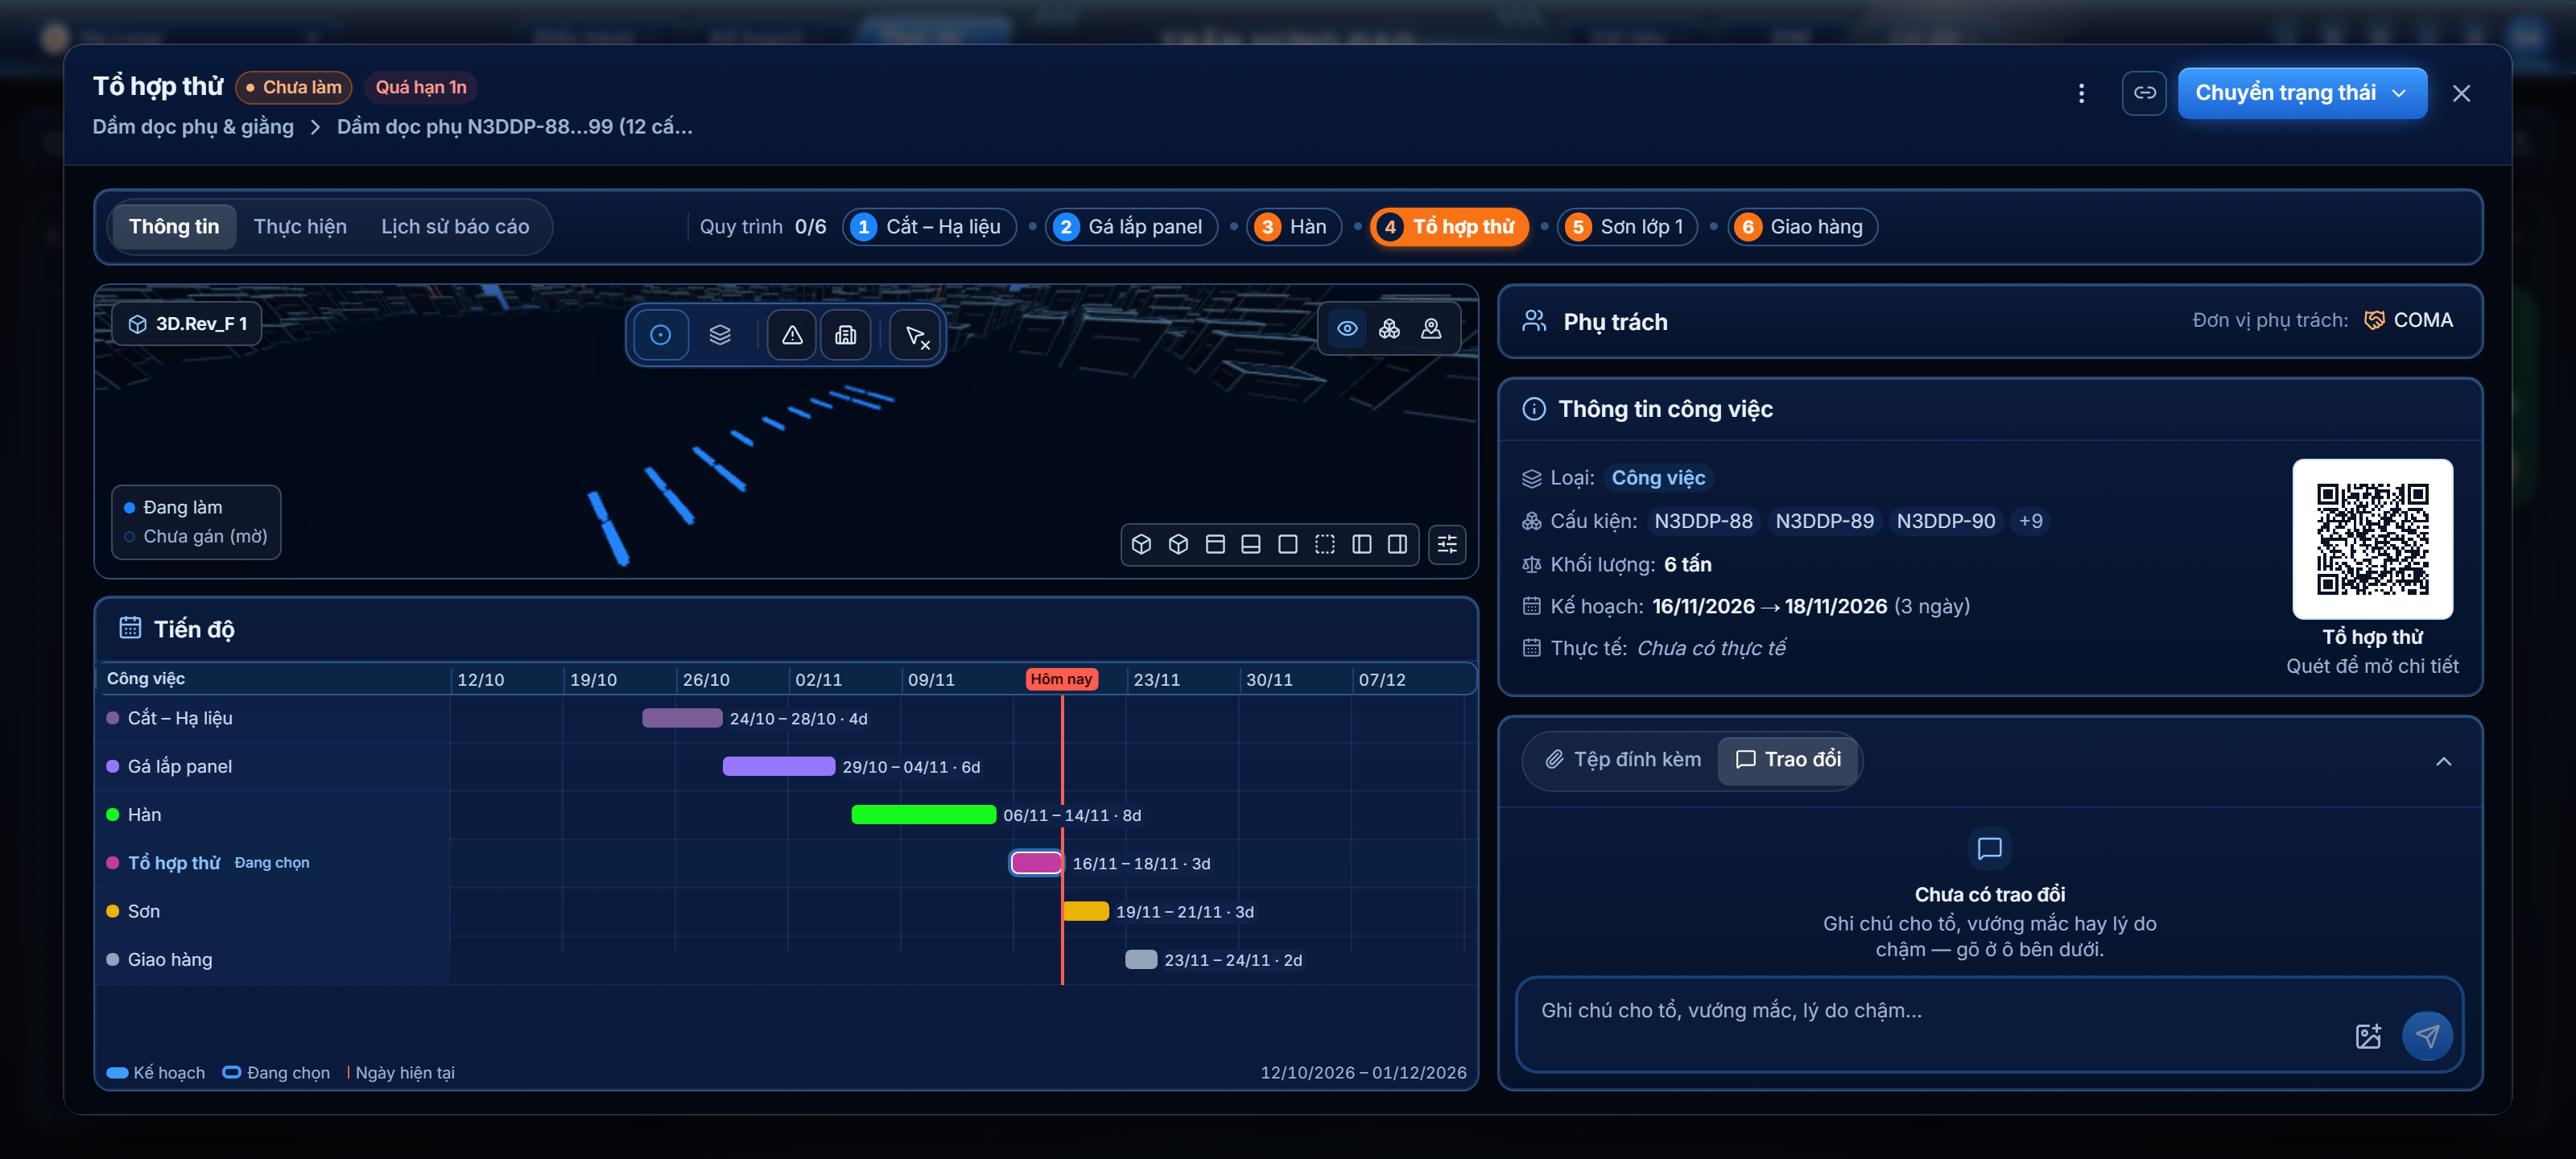 Tổ hợp thử
Chưa làm
Quá hạn 1n
Chuyển trạng thái
Dầm dọc phụ & giằng > Dầm dọc phụ N3DDP-88...99 (12 cấ...
Thông tin
Thực hiện
Lịch sử báo cáo
Quy trình 0/6
1 Cắt – Hạ liệu
2 Gá lắp panel
3 Hàn
4 Tổ hợp thử
5 Sơn lớp 1
6 Giao hàng
3D.Rev_F 1
Đang làm
Chưa gán (mờ)
Phụ trách
Đơn vị phụ trách: COMA
Thông tin công việc
Loại: Công việc
Cấu kiện: N3DDP-88 N3DDP-89 N3DDP-90 +9
Khối lượng: 6 tấn
Kế hoạch: 16/11/2026 → 18/11/2026 (3 ngày)
Thực tế: Chưa có thực tế
Tổ hợp thử
Quét để mở chi tiết
Tiến độ
Công việc 12/10 19/10 26/10 02/11 09/11 Hôm nay 23/11 30/11 07/12
Cắt – Hạ liệu 24/10 – 28/10 · 4d
Gá lắp panel 29/10 – 04/11 · 6d
Hàn 06/11 – 14/11 · 8d
Tổ hợp thử Đang chọn 16/11 – 18/11 · 3d
Sơn 19/11 – 21/11 · 3d
Giao hàng 23/11 – 24/11 · 2d
Kế hoạch Đang chọn Ngày hiện tại 12/10/2026 – 01/12/2026
Tệp đính kèm
Trao đổi
Chưa có trao đổi
Ghi chú cho tổ, vướng mắc hay lý do
chậm — gõ ở ô bên dưới.
Ghi chú cho tổ, vướng mắc, lý do chậm...